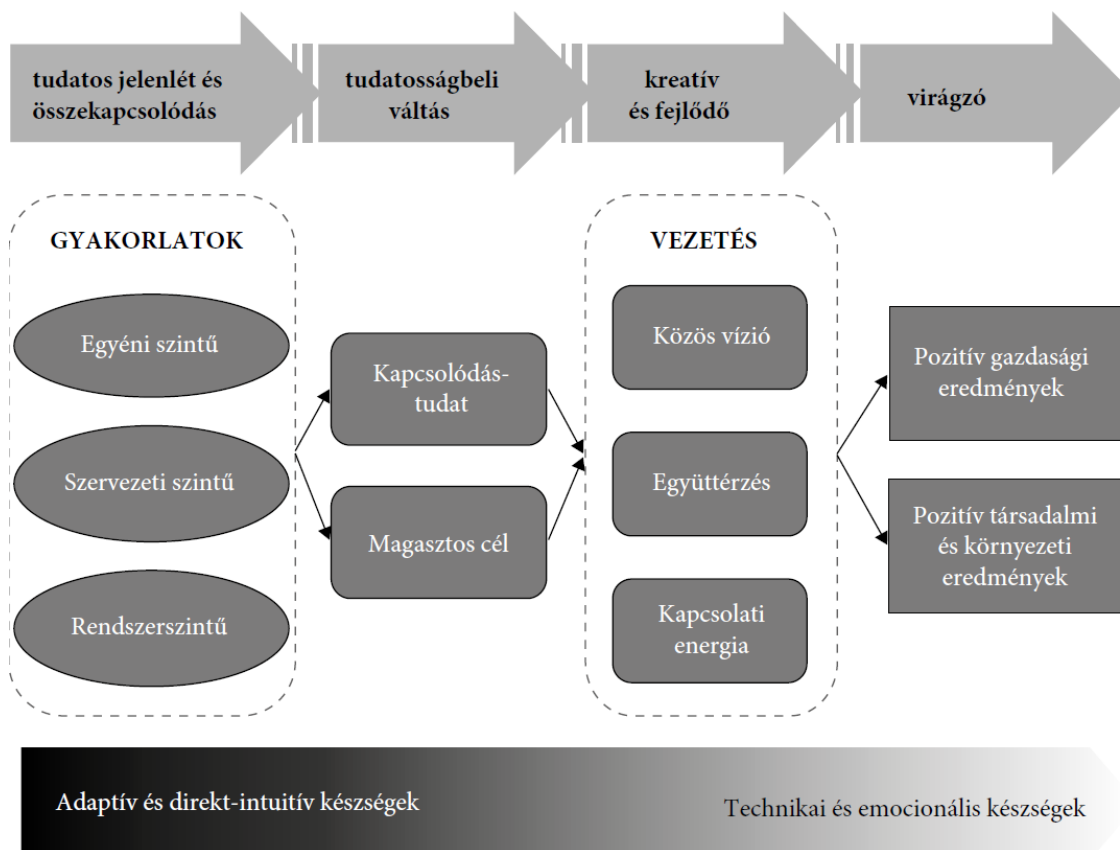 tudatos jelenlét és
összekapcsolódás
tudatosságbeli
váltás
kreatív
és fejlődő
virágzó
GYAKORLATOK
Egyéni szintű
Szervezeti szintű
Rendszerszintű
Kapcsolódás-
tudat
Magasztos cél
VEZETÉS
Közös vízió
Együttérzés
Kapcsolati
energia
Pozitív gazdasági
eredmények
Pozitív társadalmi
és környezeti
eredmények
Adaptív és direkt-intuitív készségek
Technikai és emocionális készségek